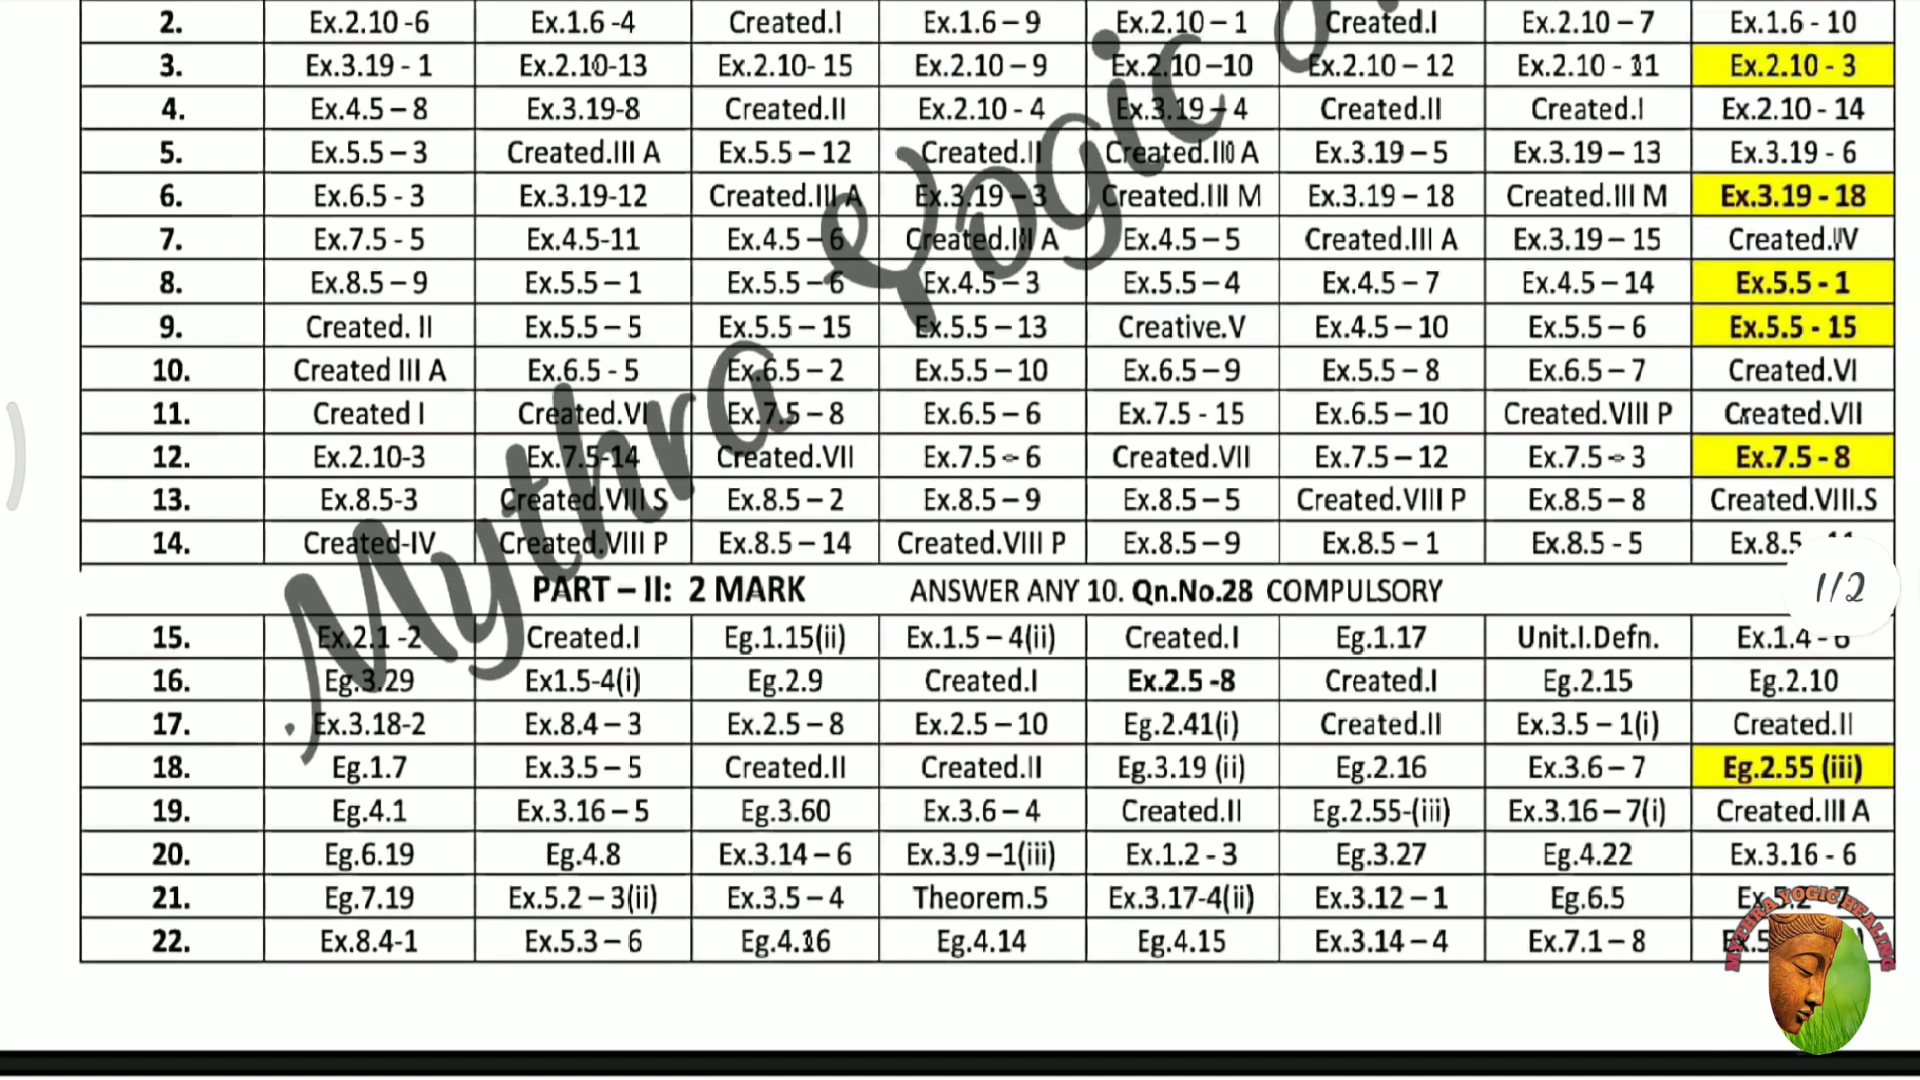 2. Ex.2.10 -6 Ex.1.6 -4 Created.I Ex.1.6 – 9 Ex.2.10 – 1 Created.I Ex.2.10 – 7 Ex.1.6 - 10
3. Ex.3.19 - 1 Ex.2.10-13 Ex.2.10- 15 Ex.2.10 – 9 Ex.2.10 –10 Ex.2.10 – 12 Ex.2.10 - 11 Ex.2.10 - 3
4. Ex.4.5 – 8 Ex.3.19-8 Created.II Ex.2.10 - 4 Ex.3.19 – 4 Created.II Created.I Ex.2.10 - 14
5. Ex.5.5 – 3 Created.III A Ex.5.5 – 12 Created.II Created.III A Ex.3.19 – 5 Ex.3.19 – 13 Ex.3.19 - 6
6. Ex.6.5 - 3 Ex.3.19-12 Created.III A Ex.3.19 – 3 Created.III M Ex.3.19 – 18 Created.III M Ex.3.19 - 18
7. Ex.7.5 - 5 Ex.4.5-11 Ex.4.5 – 6 Created.III A Ex.4.5 – 5 Created.III A Ex.3.19 – 15 Created.IV
8. Ex.8.5 – 9 Ex.5.5 – 1 Ex.5.5 – 6 Ex.4.5 – 3 Ex.5.5 – 4 Ex.4.5 – 7 Ex.4.5 – 14 Ex.5.5 - 1
9. Created. II Ex.5.5 – 5 Ex.5.5 – 15 Ex.5.5 – 13 Creative.V Ex.4.5 – 10 Ex.5.5 – 6 Ex.5.5 - 15
10. Created III A Ex.6.5 - 5 Ex.6.5 – 2 Ex.5.5 – 10 Ex.6.5 – 9 Ex.5.5 – 8 Ex.6.5 – 7 Created.VI
11. Created I Created.VI Ex.7.5 – 8 Ex.6.5 – 6 Ex.7.5 - 15 Ex.6.5 – 10 Created.VIII P Created.VII
12. Ex.2.10-3 Ex.7.5-14 Created.VII Ex.7.5 – 6 Created.VII Ex.7.5 – 12 Ex.7.5 – 3 Ex.7.5 - 8
13. Ex.8.5-3 Created.VIII.S Ex.8.5 – 2 Ex.8.5 – 9 Ex.8.5 – 5 Created.VIII P Ex.8.5 – 8 Created.VIII.S
14. Created-IV Created.VIII P Ex.8.5 – 14 Created.VIII P Ex.8.5 – 9 Ex.8.5 – 1 Ex.8.5 - 5 Ex.8.5
PART – II: 2 MARK ANSWER ANY 10. Qn.No.28 COMPULSORY
1/2
15. Ex.2.1 -2 Created.I Eg.1.15(ii) Ex.1.5 – 4(ii) Created.I Eg.1.17 Unit.I.Defn. Ex.1.4 -
16. Eg.3.29 Ex1.5-4(i) Eg.2.9 Created.I Ex.2.5 -8 Created.I Eg.2.15 Eg.2.10
17. Ex.3.18-2 Ex.8.4 – 3 Ex.2.5 – 8 Ex.2.5 – 10 Eg.2.41(i) Created.II Ex.3.5 – 1(i) Created.II
18. Eg.1.7 Ex.3.5 – 5 Created.II Created.II Eg.3.19 (ii) Eg.2.16 Ex.3.6 – 7 Eg.2.55 (iii)
19. Eg.4.1 Ex.3.16 – 5 Eg.3.60 Ex.3.6 – 4 Created.II Eg.2.55-(iii) Ex.3.16 – 7(i) Created.III A
20. Eg.6.19 Eg.4.8 Ex.3.14 – 6 Ex.3.9 –1(iii) Ex.1.2 - 3 Eg.3.27 Eg.4.22 Ex.3.16 - 6
21. Eg.7.19 Ex.5.2 – 3(ii) Ex.3.5 – 4 Theorem.5 Ex.3.17-4(ii) Ex.3.12 – 1 Eg.6.5
22. Ex.8.4-1 Ex.5.3 – 6 Eg.4.16 Eg.4.14 Eg.4.15 Ex.3.14 – 4 Ex.7.1 – 8
Mythra Yogic
MYTHRA YOGIC HEALING